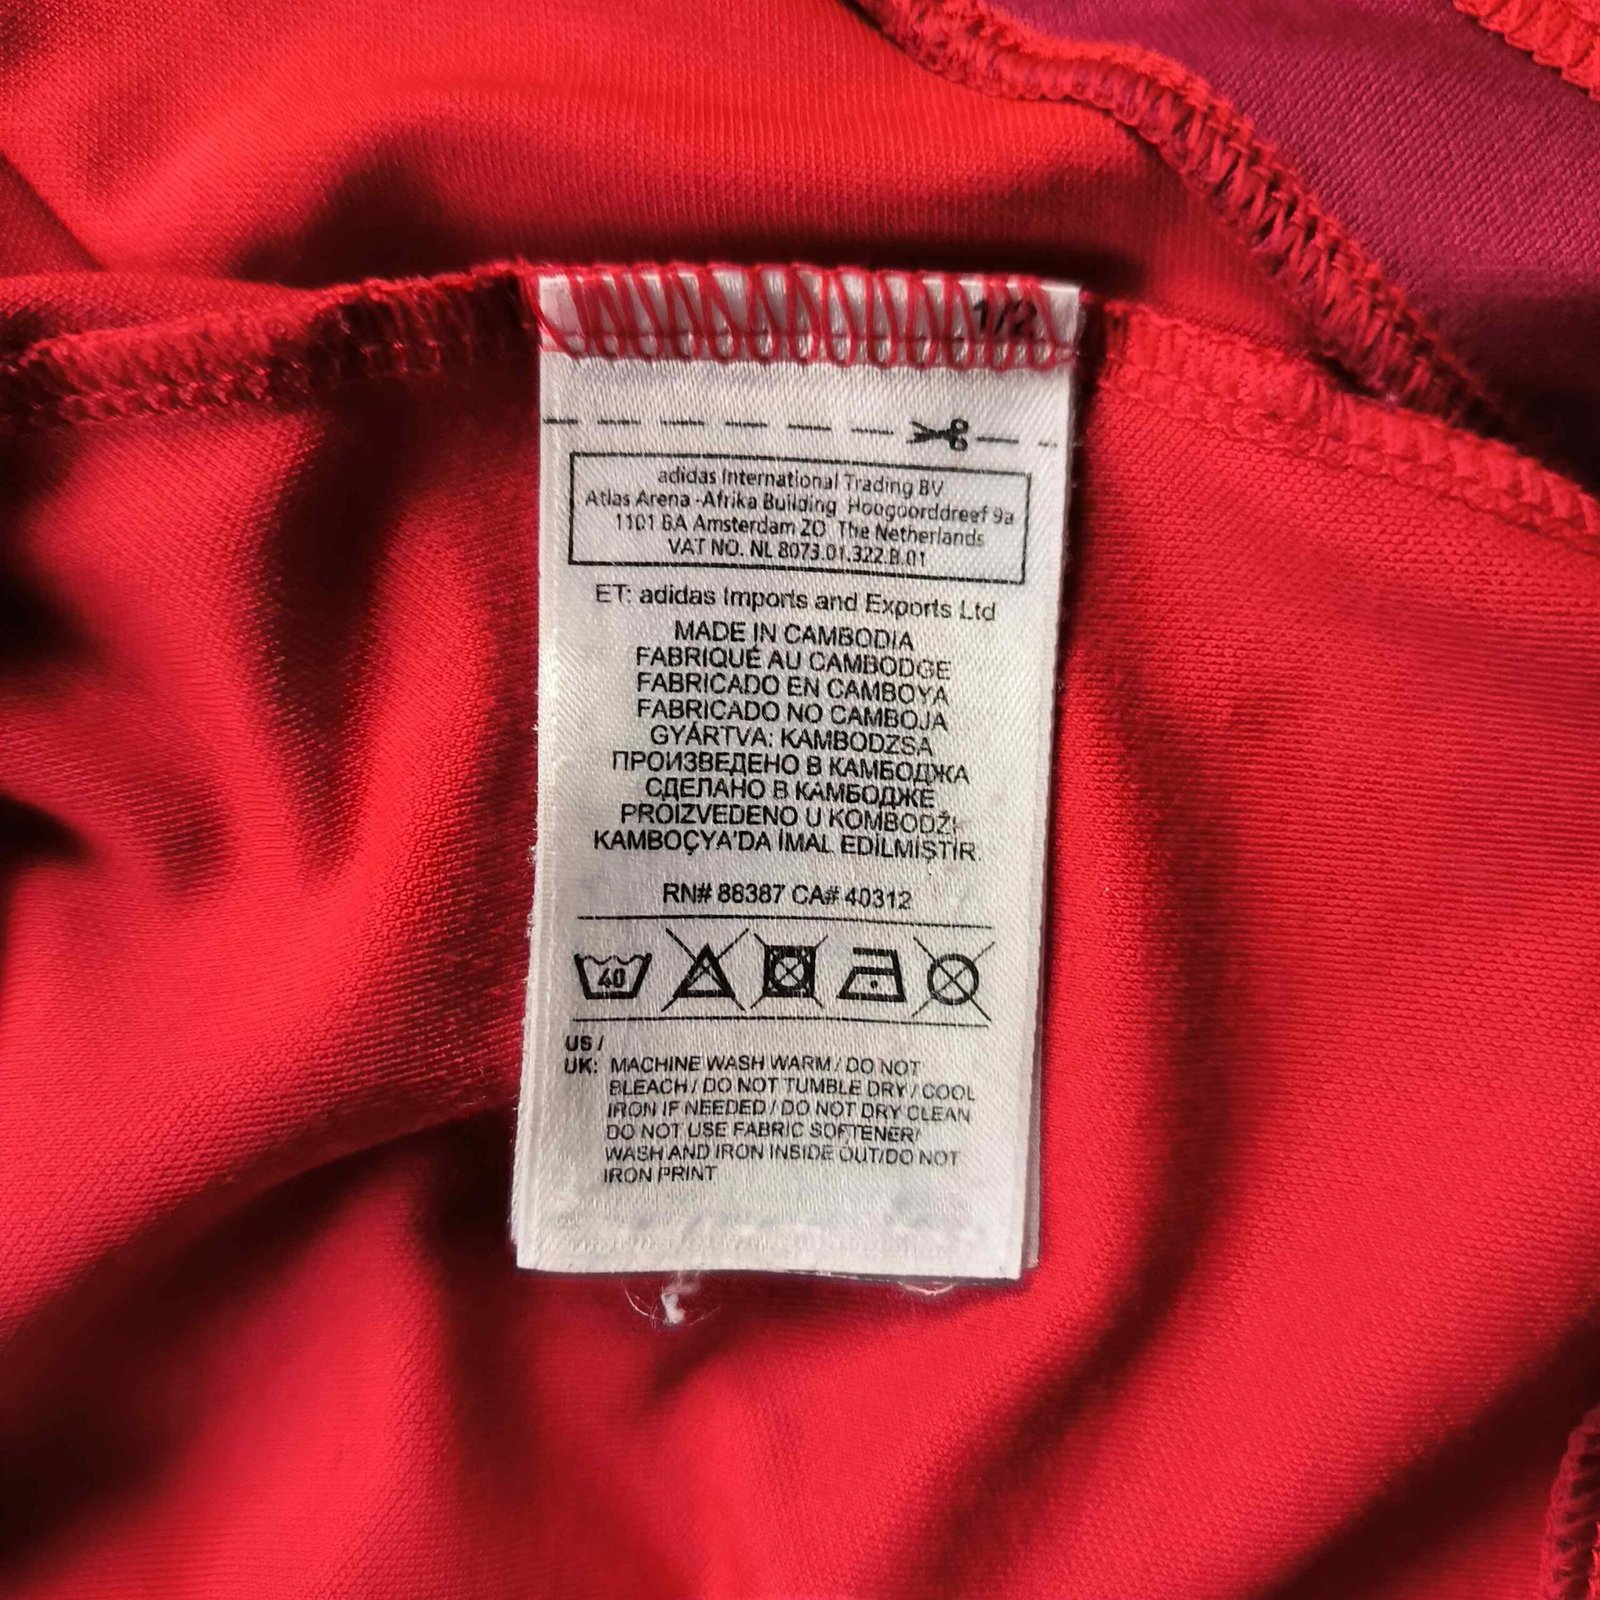 1/2
adidas International Trading BV
Atlas Arena -Afrika Building Hoogoorddreef 9a
1101 BA Amsterdam ZO The Netherlands
VAT NO. NL 8073.01.322.B.01
ET: adidas Imports and Exports Ltd
MADE IN CAMBODIA
FABRIQUÉ AU CAMBODGE
FABRICADO EN CAMBOYA
FABRICADO NO CAMBOJA
GYÁRTVA: KAMBODZSA
ПРОИЗВЕДЕНО В КАМБОДЖА
СДЕЛАНО В КАМБОДЖЕ
PROIZVEDENO U
KAMBOÇYA'DA İMAL EDİLMİŞTİR.
RN# 88387 CA# 40312
40
US /
UK: MACHINE WASH WARM / DO NOT
BLEACH / DO NOT TUMBLE DRY / COOL
IRON IF NEEDED / DO NOT DRY CLEAN
DO NOT USE FABRIC SOFTENER/
WASH AND IRON INSIDE OUT/DO NOT
IRON PRINT